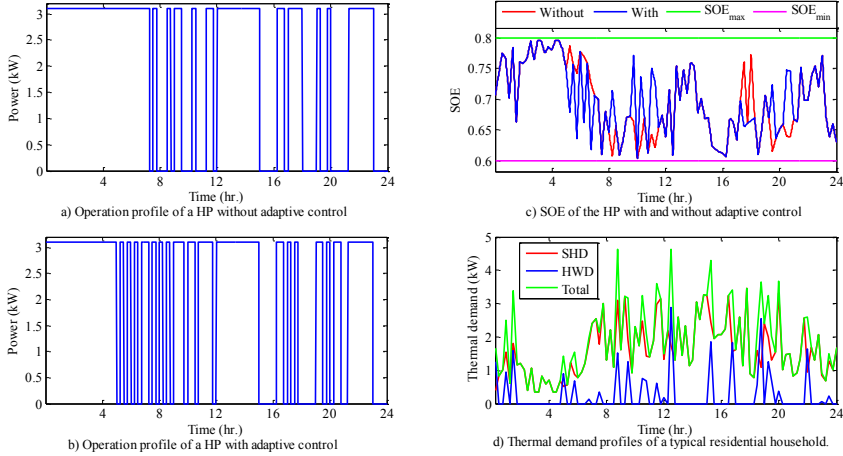 3
2.5
2
1.5
1
0.5
0
Power (kW)
4 8 12 16 20 24
Time (hr.)
a) Operation profile of a HP without adaptive control
3
2.5
2
1.5
1
0.5
0
Power (kW)
4 8 12 16 20 24
Time (hr.)
b) Operation profile of a HP with adaptive control
Without With SOE_max SOE_min
0.8
0.7
0.65
0.6
SOE
0 4 8 12 16 20 24
Time (hr.)
c) SOE of the HP with and without adaptive control
SHD
HWD
Total
5
4
3
2
1
0
Thermal demand (kW)
0 4 8 12 16 20 24
Time (hr.)
d) Thermal demand profiles of a typical residential household.